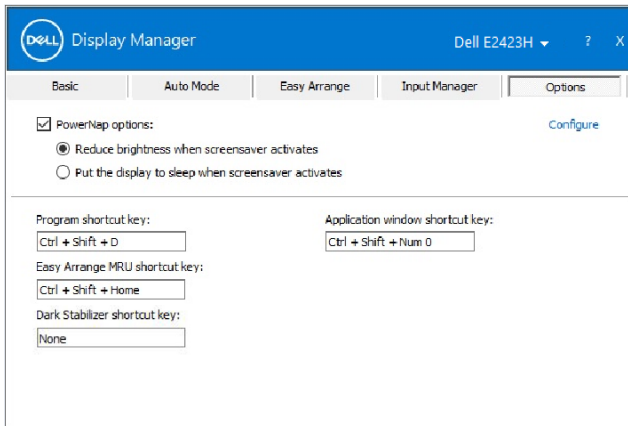 DELL Display Manager
Dell E2423H ? X
Basic Auto Mode Easy Arrange Input Manager Options
PowerNap options: Configure
Reduce brightness when screensaver activates
Put the display to sleep when screensaver activates
Program shortcut key: Application window shortcut key:
Ctrl + Shift + D Ctrl + Shift + Num 0
Easy Arrange MRU shortcut key:
Ctrl + Shift + Home
Dark Stabilizer shortcut key:
None